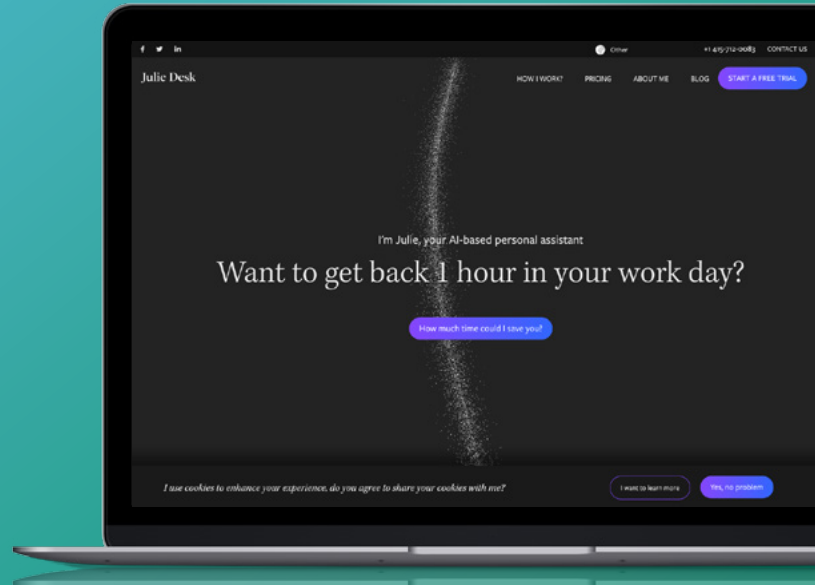 f in
Other +1 415-712-0083 CONTACT US
Julie Desk HOW I WORK? PRICING ABOUT ME BLOG START A FREE TRIAL
I'm Julie, your AI-based personal assistant
Want to get back 1 hour in your work day?
How much time could I save you?
I use cookies to enhance your experience, do you agree to share your cookies with me? I want to learn more Yes, no problem